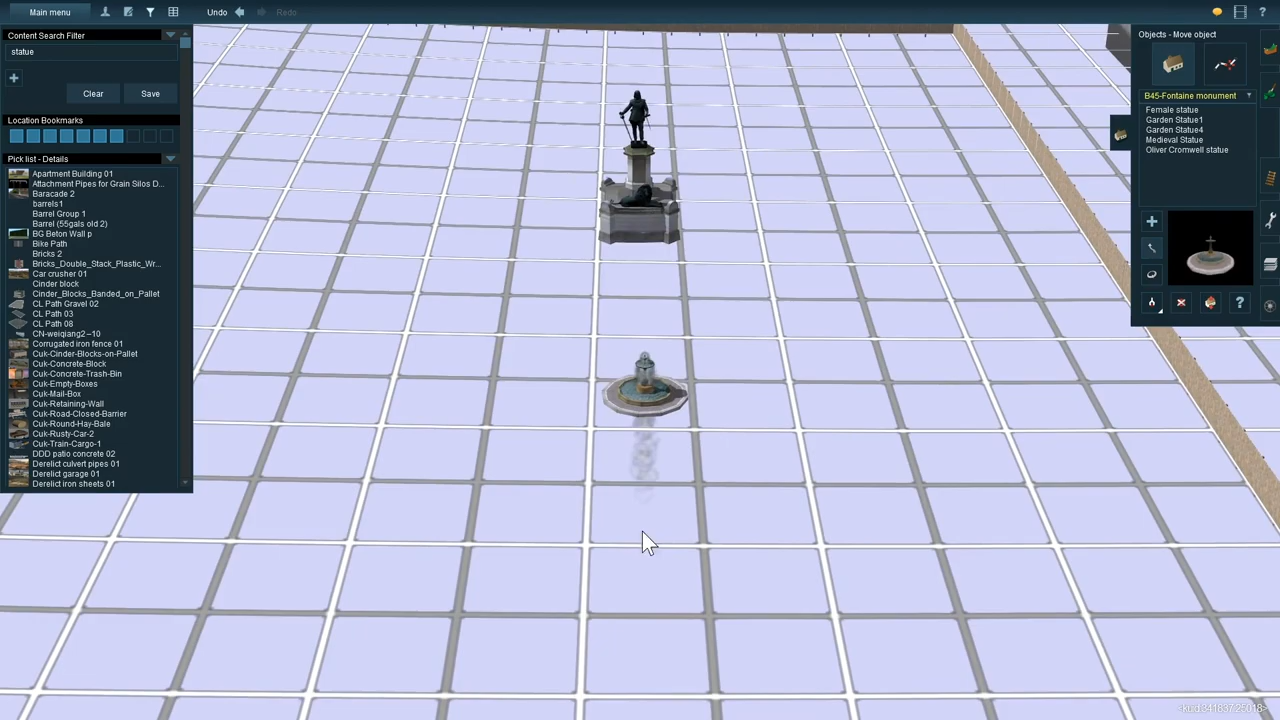 Main menu
Undo
Redo
Content Search Filter
statue
Clear
Save
Location Bookmarks
Pick list - Details
Apartment Building 01
Attachment Pipes for Grain Silos D...
Baracade 2
barrels1
Barrel Group 1
Barrel (55gals old 2)
BG Beton Wall p
Bike Path
Bricks 2
Bricks_Double_Stack_Plastic_Wr...
Car crusher 01
Cinder block
Cinder_Blocks_Banded_on_Pallet
CL Path Gravel 02
CL Path 03
CL Path 08
CN-weiqiang2-10
Corrugated iron fence 01
Cuk-Cinder-Blocks-on-Pallet
Cuk-Concrete-Block
Cuk-Concrete-Trash-Bin
Cuk-Empty-Boxes
Cuk-Mail-Box
Cuk-Retaining-Wall
Cuk-Road-Closed-Barrier
Cuk-Round-Hay-Bale
Cuk-Rusty-Car-2
Cuk-Train-Cargo-1
DDD patio concrete 02
Derelict culvert pipes 01
Derelict garage 01
Derelict iron sheets 01
Objects - Move object
B45-Fontaine monument
Female statue
Garden Statue1
Garden Statue4
Medieval Statue
Oliver Cromwell statue
<kuid:341837:25018>